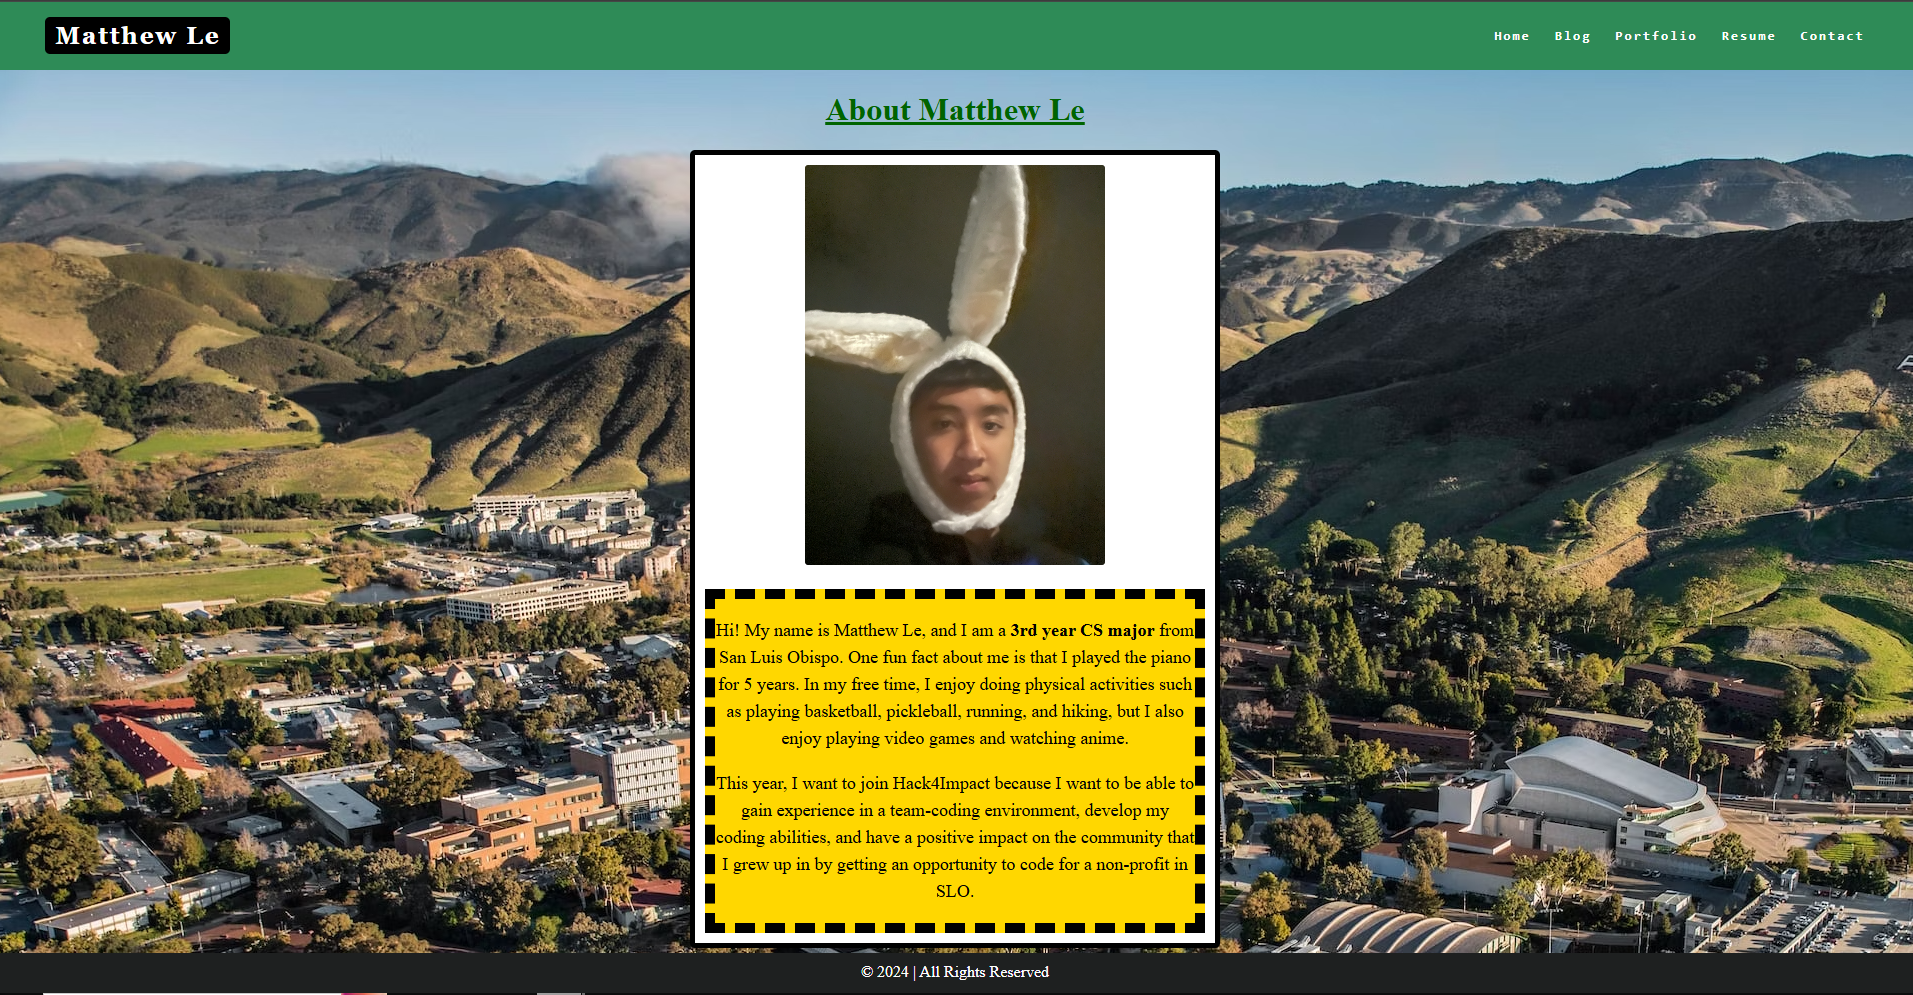 Matthew Le
Home Blog Portfolio Resume Contact
About Matthew Le
Hi! My name is Matthew Le, and I am a 3rd year CS major from
San Luis Obispo. One fun fact about me is that I played the piano
for 5 years. In my free time, I enjoy doing physical activities such
as playing basketball, pickleball, running, and hiking, but I also
enjoy playing video games and watching anime.
This year, I want to join Hack4Impact because I want to be able to
gain experience in a team-coding environment, develop my
coding abilities, and have a positive impact on the community that
I grew up in by getting an opportunity to code for a non-profit in
SLO.
© 2024 | All Rights Reserved